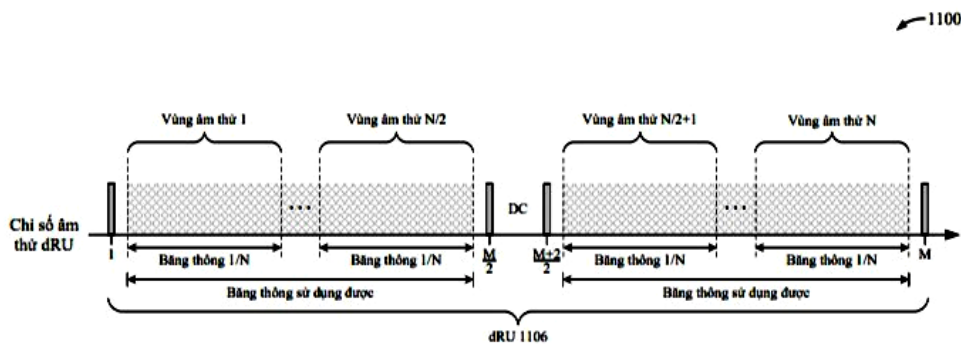 1100
Vùng âm thứ 1
Vùng âm thứ N/2
Vùng âm thứ N/2+1
Vùng âm thứ N
DC
Chỉ số âm
thứ dRU
1
Băng thông 1/N
Băng thông 1/N
M
2
M+2
2
Băng thông 1/N
Băng thông 1/N
M
Băng thông sử dụng được
Băng thông sử dụng được
dRU 1106